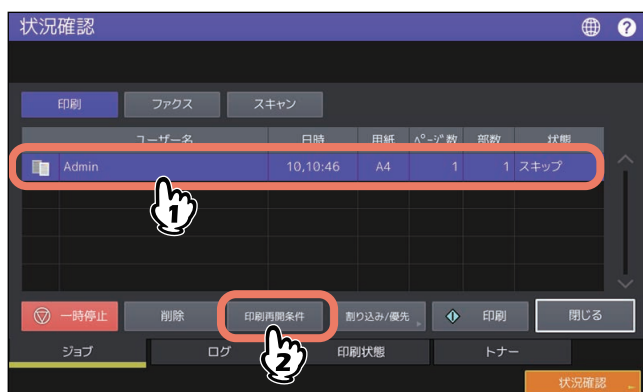 状況確認
?
印刷 ファクス スキャン
ユーザー名 日時 用紙 ページ数 部数 状態
Admin 10,10:46 A4 1 1 スキップ
1
一時停止 削除 印刷再開条件 割り込み/優先 印刷 閉じる
2
ジョブ ログ 印刷状態 トナー
状況確認